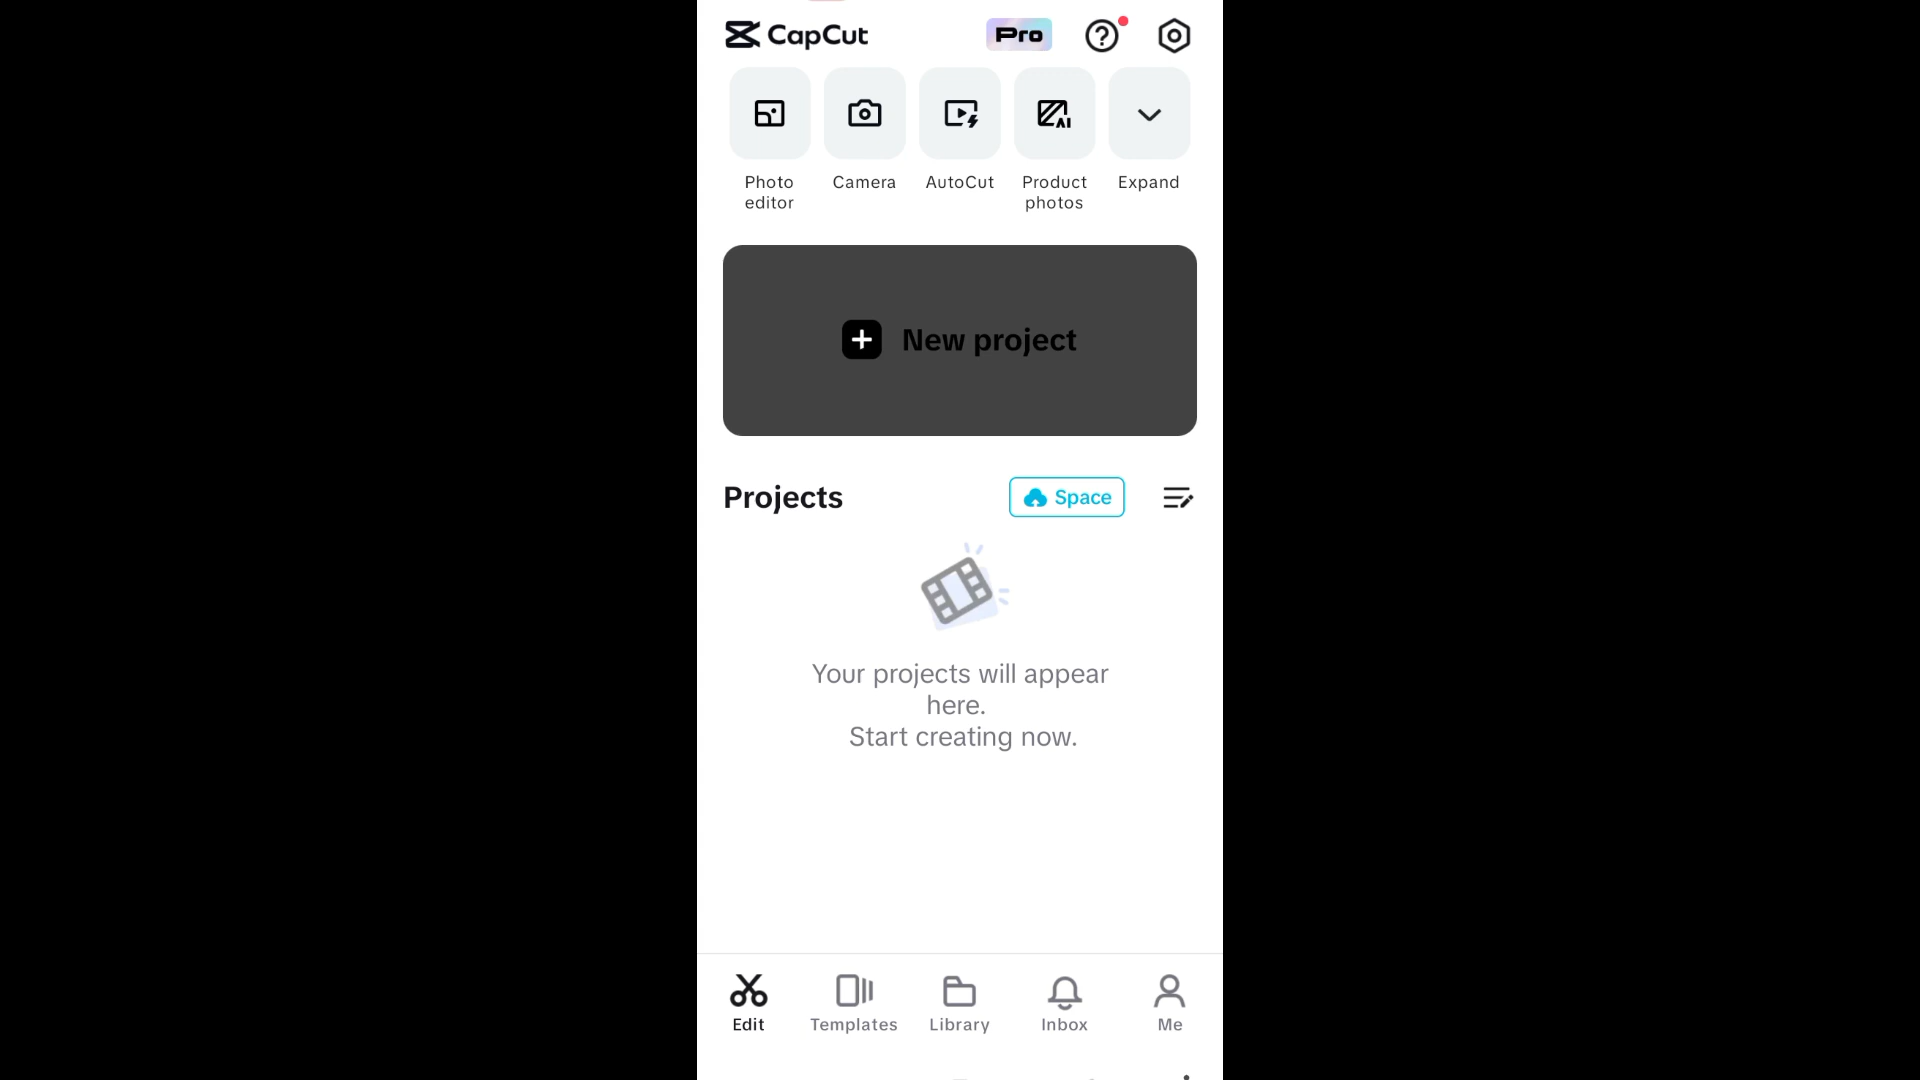 CapCut
Pro
Photo
editor
Camera
AutoCut
AI
Product
photos
Expand
New project
Projects
Space
Your projects will appear
here.
Start creating now.
Edit
Templates
Library
Inbox
Me